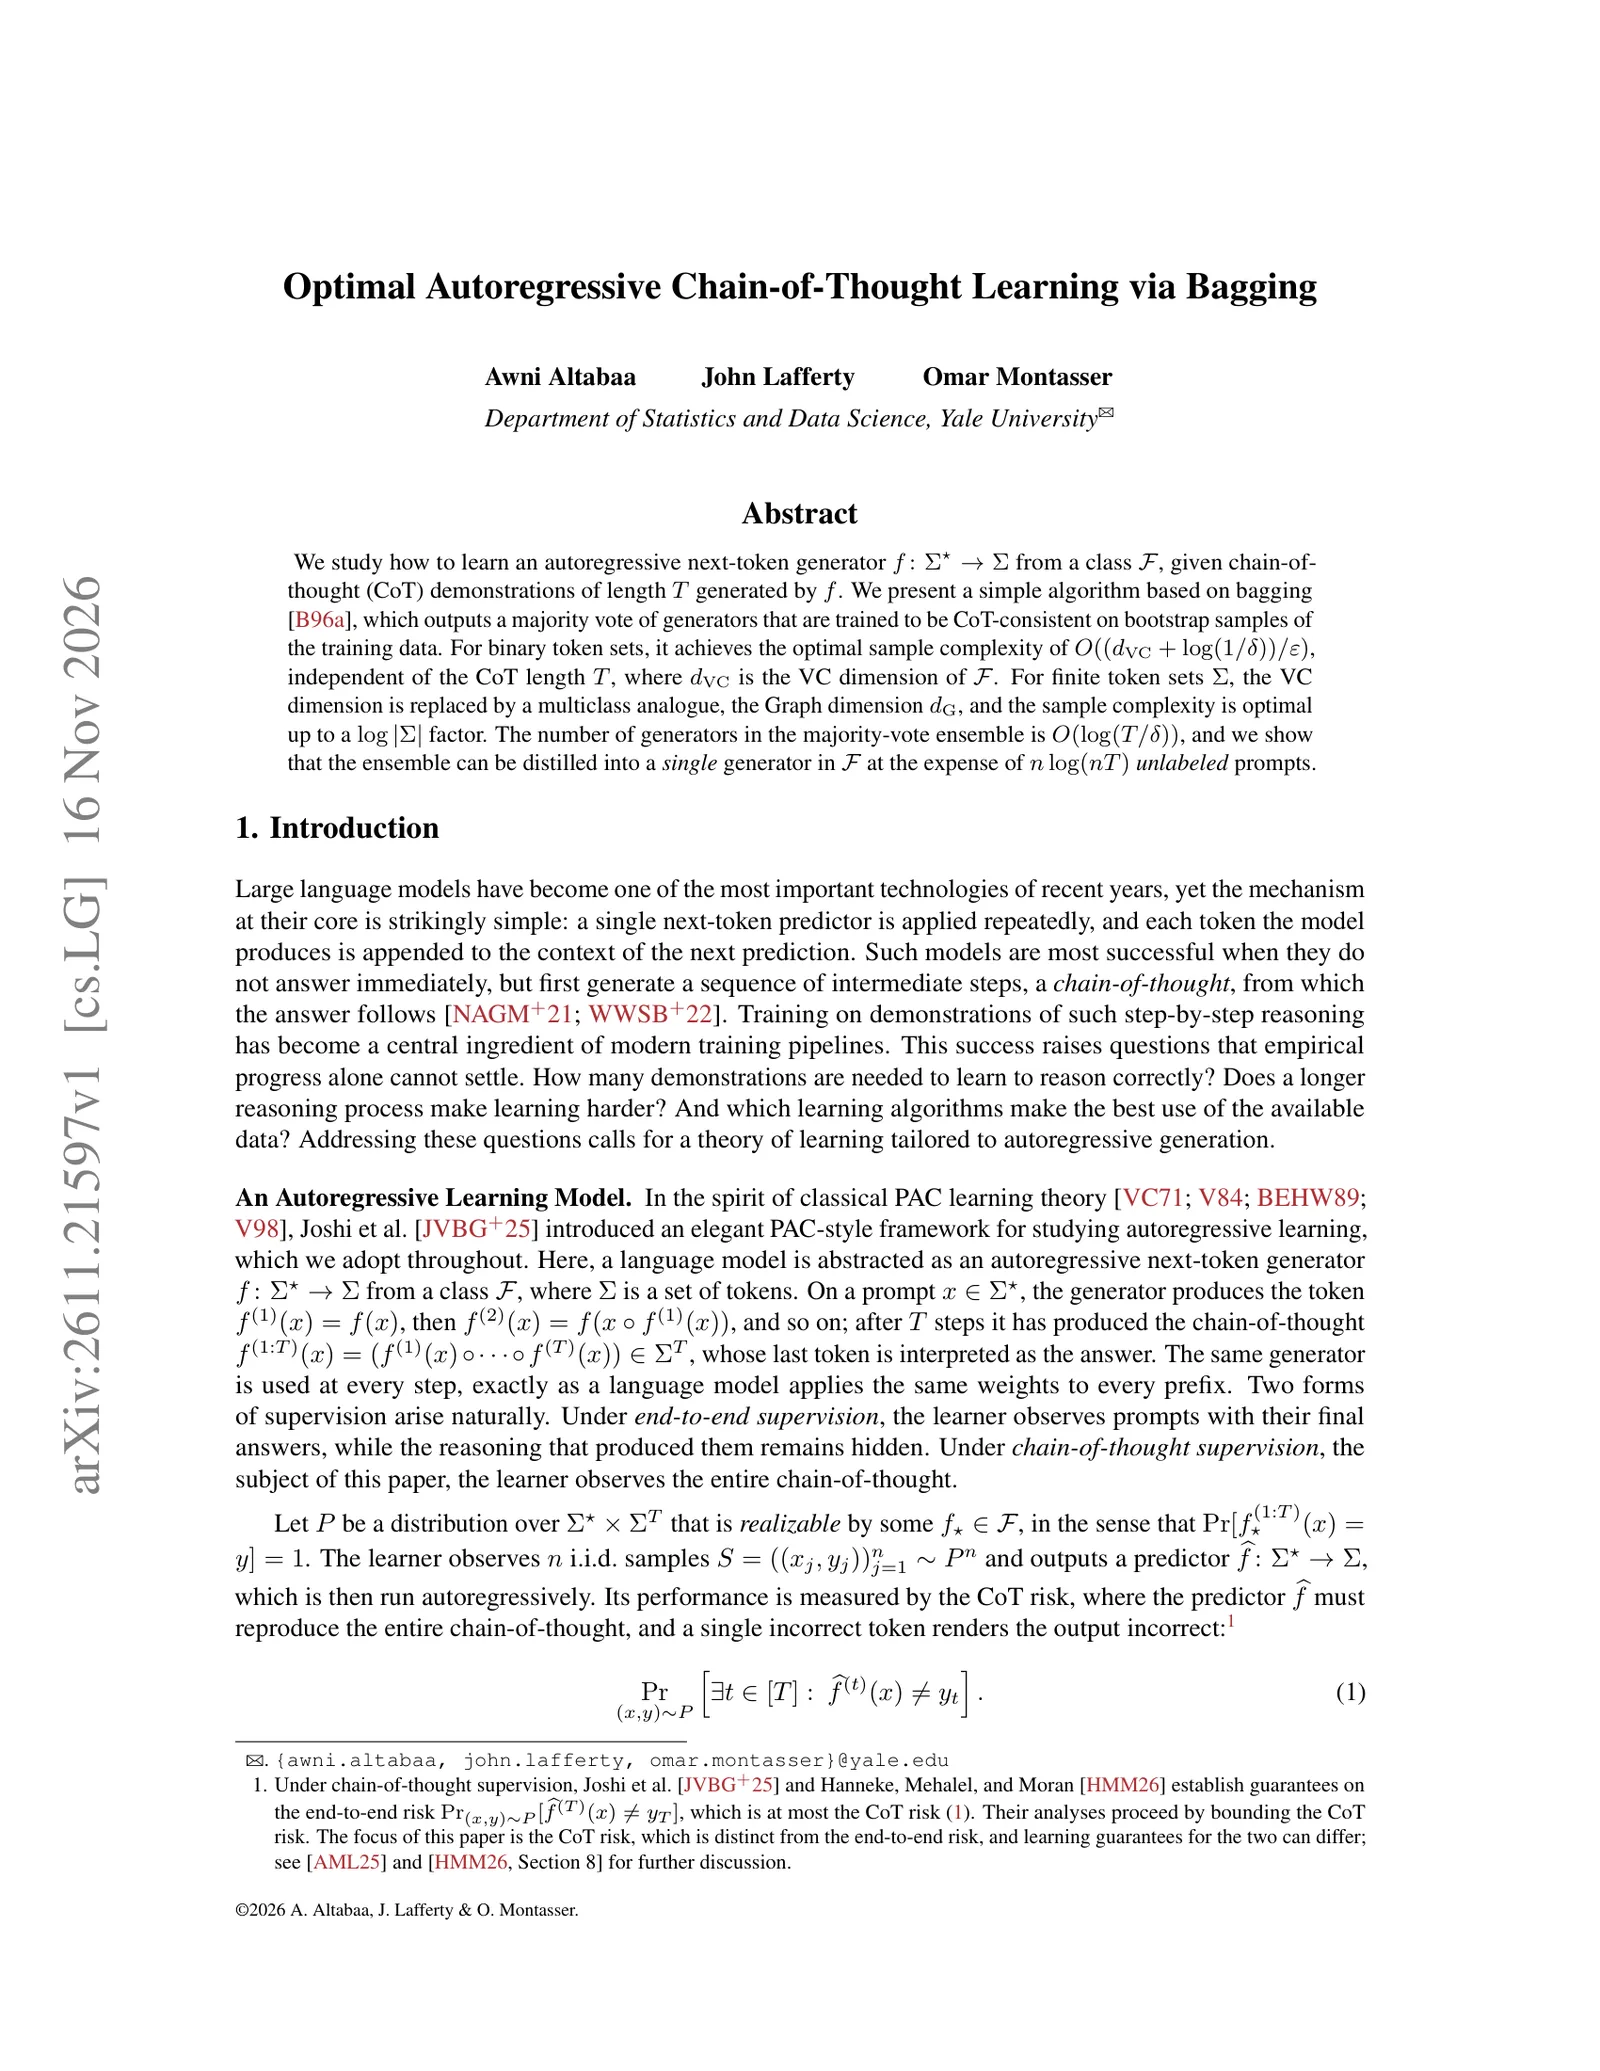 Optimal Autoregressive Chain-of-Thought Learning via Bagging
Awni Altabaa John Lafferty Omar Montasser
Department of Statistics and Data Science, Yale University✉
Abstract
We study how to learn an autoregressive next-token generator f : Σ⋆ → Σ from a class F, given chain-of-
thought (CoT) demonstrations of length T generated by f. We present a simple algorithm based on bagging
[B96a], which outputs a majority vote of generators that are trained to be CoT-consistent on bootstrap samples of
the training data. For binary token sets, it achieves the optimal sample complexity of O((d_VC + log(1/δ))/ε),
independent of the CoT length T, where d_VC is the VC dimension of F. For finite token sets Σ, the VC
dimension is replaced by a multiclass analogue, the Graph dimension d_G, and the sample complexity is optimal
up to a log |Σ| factor. The number of generators in the majority-vote ensemble is O(log(T/δ)), and we show
that the ensemble can be distilled into a single generator in F at the expense of n log(nT) unlabeled prompts.
1. Introduction
Large language models have become one of the most important technologies of recent years, yet the mechanism
at their core is strikingly simple: a single next-token predictor is applied repeatedly, and each token the model
produces is appended to the context of the next prediction. Such models are most successful when they do
not answer immediately, but first generate a sequence of intermediate steps, a chain-of-thought, from which
the answer follows [NAGM+21; WWSB+22]. Training on demonstrations of such step-by-step reasoning
has become a central ingredient of modern training pipelines. This success raises questions that empirical
progress alone cannot settle. How many demonstrations are needed to learn to reason correctly? Does a longer
reasoning process make learning harder? And which learning algorithms make the best use of the available
data? Addressing these questions calls for a theory of learning tailored to autoregressive generation.
An Autoregressive Learning Model. In the spirit of classical PAC learning theory [VC71; V84; BEHW89;
V98], Joshi et al. [JVBG+25] introduced an elegant PAC-style framework for studying autoregressive learning,
which we adopt throughout. Here, a language model is abstracted as an autoregressive next-token generator
f : Σ⋆ → Σ from a class F, where Σ is a set of tokens. On a prompt x ∈ Σ⋆, the generator produces the token
f^(1)(x) = f(x), then f^(2)(x) = f(x ∘ f^(1)(x)), and so on; after T steps it has produced the chain-of-thought
f^(1:T)(x) = (f^(1)(x) ∘ ··· ∘ f^(T)(x)) ∈ Σ^T, whose last token is interpreted as the answer. The same generator
is used at every step, exactly as a language model applies the same weights to every prefix. Two forms
of supervision arise naturally. Under end-to-end supervision, the learner observes prompts with their final
answers, while the reasoning that produced them remains hidden. Under chain-of-thought supervision, the
subject of this paper, the learner observes the entire chain-of-thought.
Let P be a distribution over Σ⋆ × Σ^T that is realizable by some f⋆ ∈ F, in the sense that Pr[f⋆^(1:T)(x) =
y] = 1. The learner observes n i.i.d. samples S = ((x_j, y_j))_{j=1}^n ∼ P^n and outputs a predictor f̂ : Σ⋆ → Σ,
which is then run autoregressively. Its performance is measured by the CoT risk, where the predictor f̂ must
reproduce the entire chain-of-thought, and a single incorrect token renders the output incorrect:1
Pr_{(x,y)∼P} [∃t ∈ [T] : f̂^(t)(x) ≠ y_t] . (1)
✉. {awni.altabaa, john.lafferty, omar.montasser}@yale.edu
1. Under chain-of-thought supervision, Joshi et al. [JVBG+25] and Hanneke, Mehalel, and Moran [HMM26] establish guarantees on
the end-to-end risk Pr_{(x,y)∼P}[f̂^(T)(x) ≠ y_T], which is at most the CoT risk (1). Their analyses proceed by bounding the CoT
risk. The focus of this paper is the CoT risk, which is distinct from the end-to-end risk, and learning guarantees for the two can differ;
see [AML25] and [HMM26, Section 8] for further discussion.
©2026 A. Altabaa, J. Lafferty & O. Montasser.
arXiv:2611.21597v1 [cs.LG] 16 Nov 2026